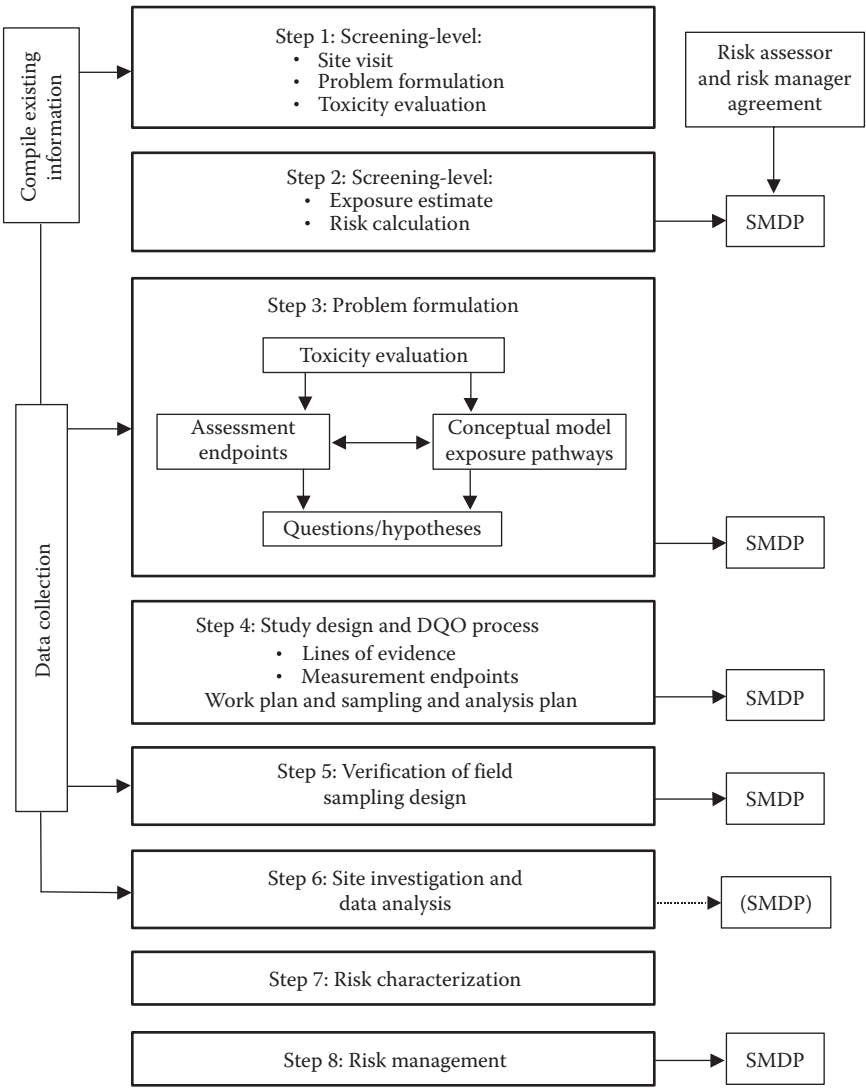 Compile existing
information
Step 1: Screening-level:
• Site visit
• Problem formulation
• Toxicity evaluation
Risk assessor
and risk manager
agreement
Step 2: Screening-level:
• Exposure estimate
• Risk calculation
SMDP
Data collection
Step 3: Problem formulation
Toxicity evaluation
Assessment
endpoints
Conceptual model
exposure pathways
Questions/hypotheses
SMDP
Step 4: Study design and DQO process
• Lines of evidence
• Measurement endpoints
Work plan and sampling and analysis plan
SMDP
Step 5: Verification of field
sampling design
SMDP
Step 6: Site investigation and
data analysis
(SMDP)
Step 7: Risk characterization
Step 8: Risk management
SMDP